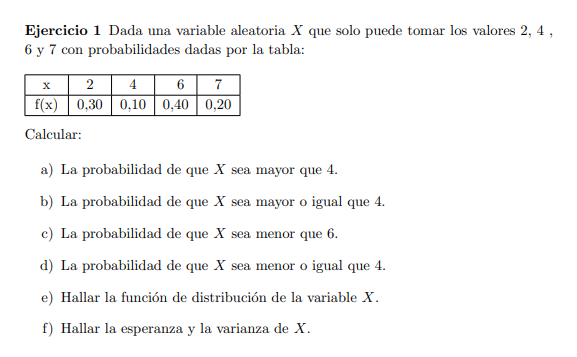 Ejercicio 1 Dada una variable aleatoria X que solo puede tomar los valores 2, 4 ,
6 y 7 con probabilidades dadas por la tabla:
x 2 4 6 7
f(x) 0,30 0,10 0,40 0,20
Calcular:
a) La probabilidad de que X sea mayor que 4.
b) La probabilidad de que X sea mayor o igual que 4.
c) La probabilidad de que X sea menor que 6.
d) La probabilidad de que X sea menor o igual que 4.
e) Hallar la función de distribución de la variable X.
f) Hallar la esperanza y la varianza de X.